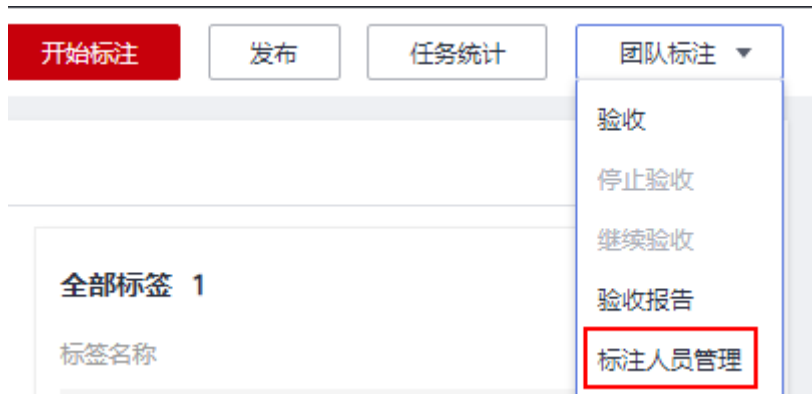 开始标注 发布 任务统计 团队标注
验收
停止验收
继续验收
全部标签 1
验收报告
标签名称
标注人员管理